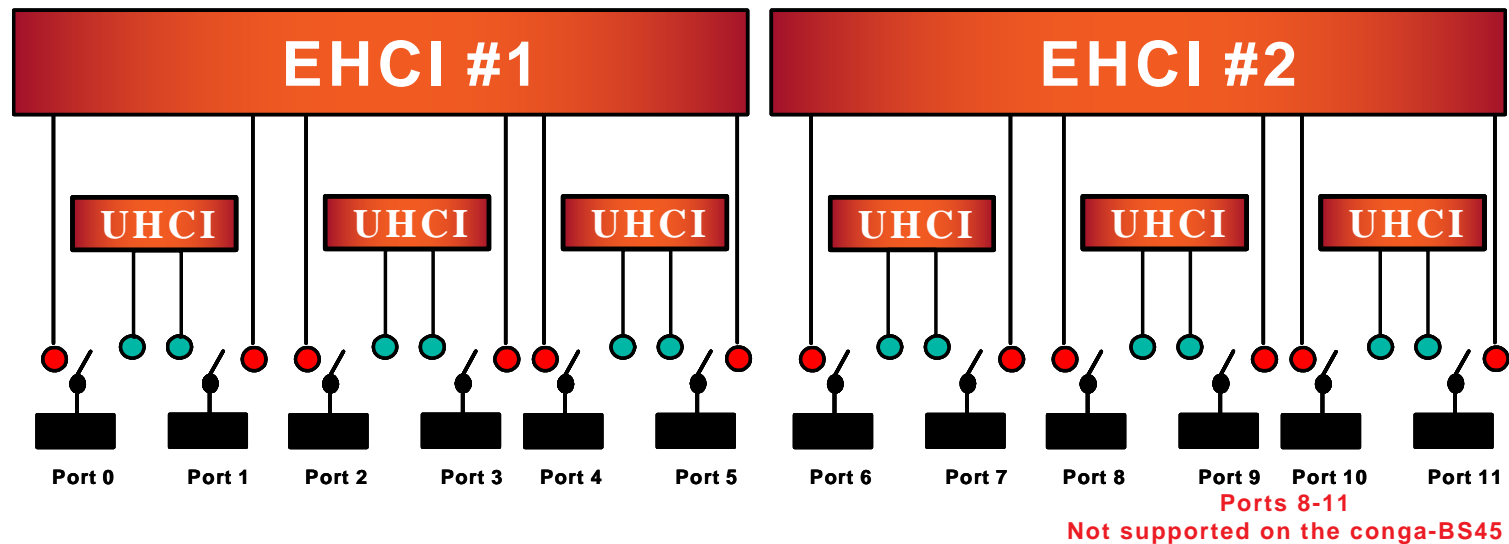 EHCI #1 EHCI #2
UHCI UHCI UHCI UHCI UHCI UHCI
Port 0 Port 1 Port 2 Port 3 Port 4 Port 5 Port 6 Port 7 Port 8 Port 9 Port 10 Port 11
Ports 8-11
Not supported on the conga-BS45